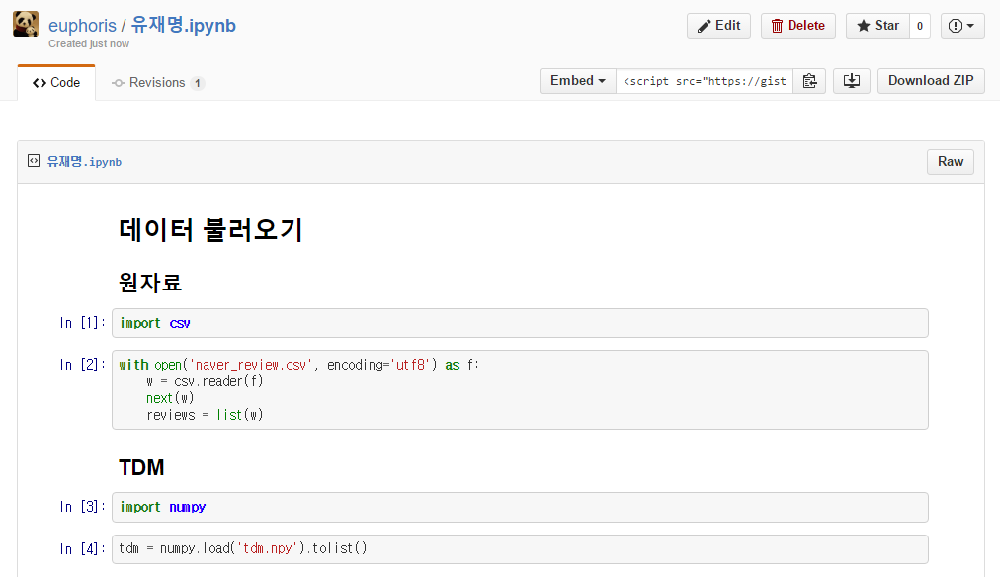 euphoris / 유재명.ipynb
Created just now
Edit
Delete
Star
0
Code
Revisions 1
Embed
<script src="https://gist
Download ZIP
유재명.ipynb
Raw
데이터 불러오기
원자료
In [1]: import csv
In [2]: with open('naver_review.csv', encoding='utf8') as f:
w = csv.reader(f)
next(w)
reviews = list(w)
TDM
In [3]: import numpy
In [4]: tdm = numpy.load('tdm.npy').tolist()